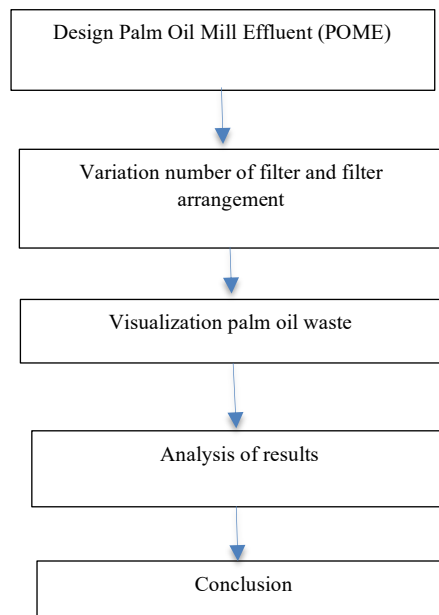 Design Palm Oil Mill Effluent (POME)
Variation number of filter and filter
arrangement
Visualization palm oil waste
Analysis of results
Conclusion